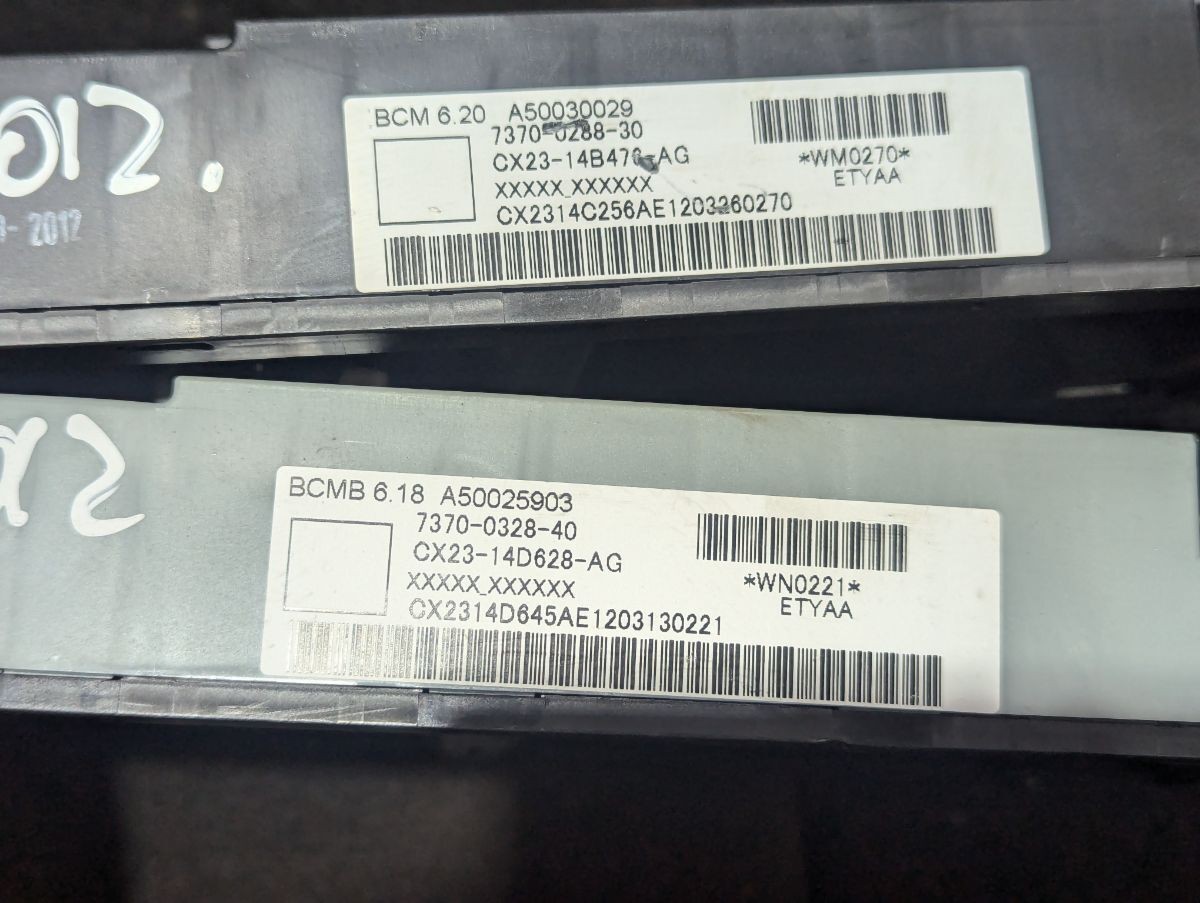 012.
- 2012
BCM 6.20 A50030029
7370-0288-30
CX23-14B476-AG
XXXXX_XXXXXX
CX2314C256AE1203260270
*WM0270*
ETYAA
12
BCMB 6.18 A50025903
7370-0328-40
CX23-14D628-AG
XXXXX_XXXXXX
CX2314D645AE1203130221
*WN0221*
ETYAA